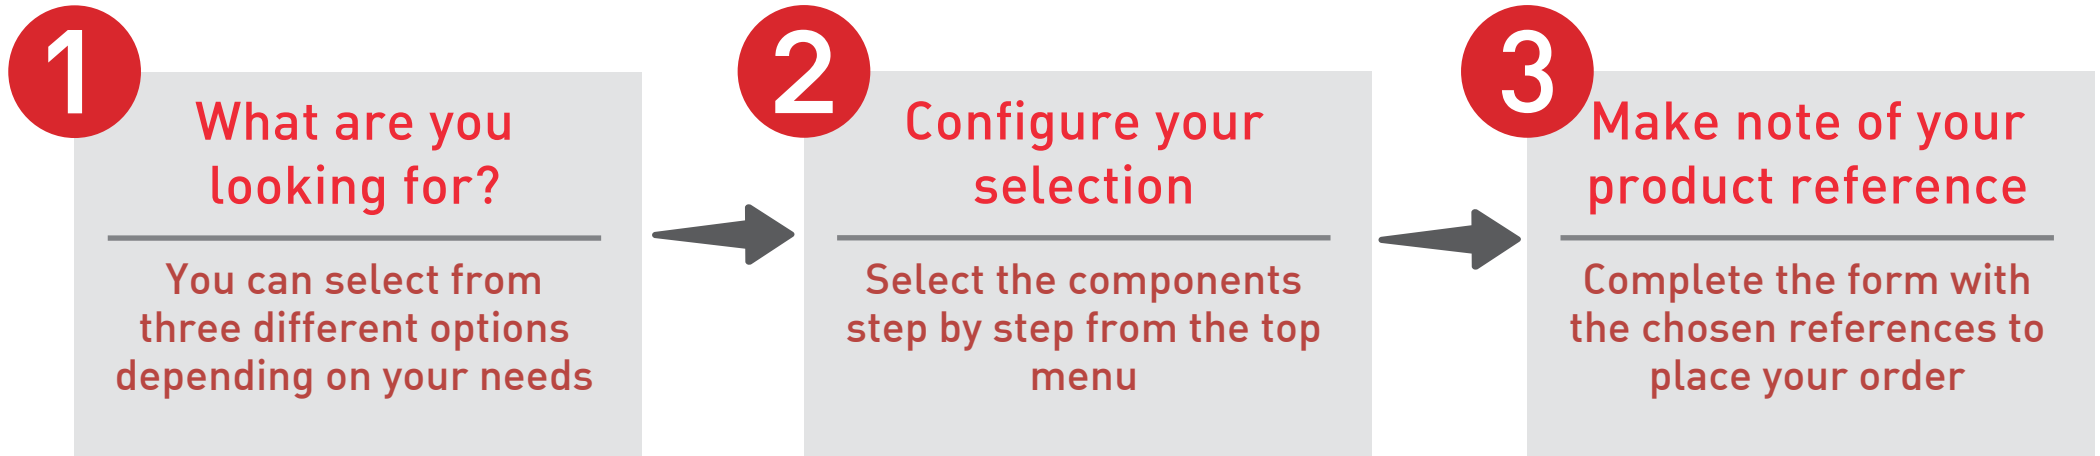 1
What are you
looking for?
You can select from
three different options
depending on your needs
2
Configure your
selection
Select the components
step by step from the top
menu
3
Make note of your
product reference
Complete the form with
the chosen references to
place your order